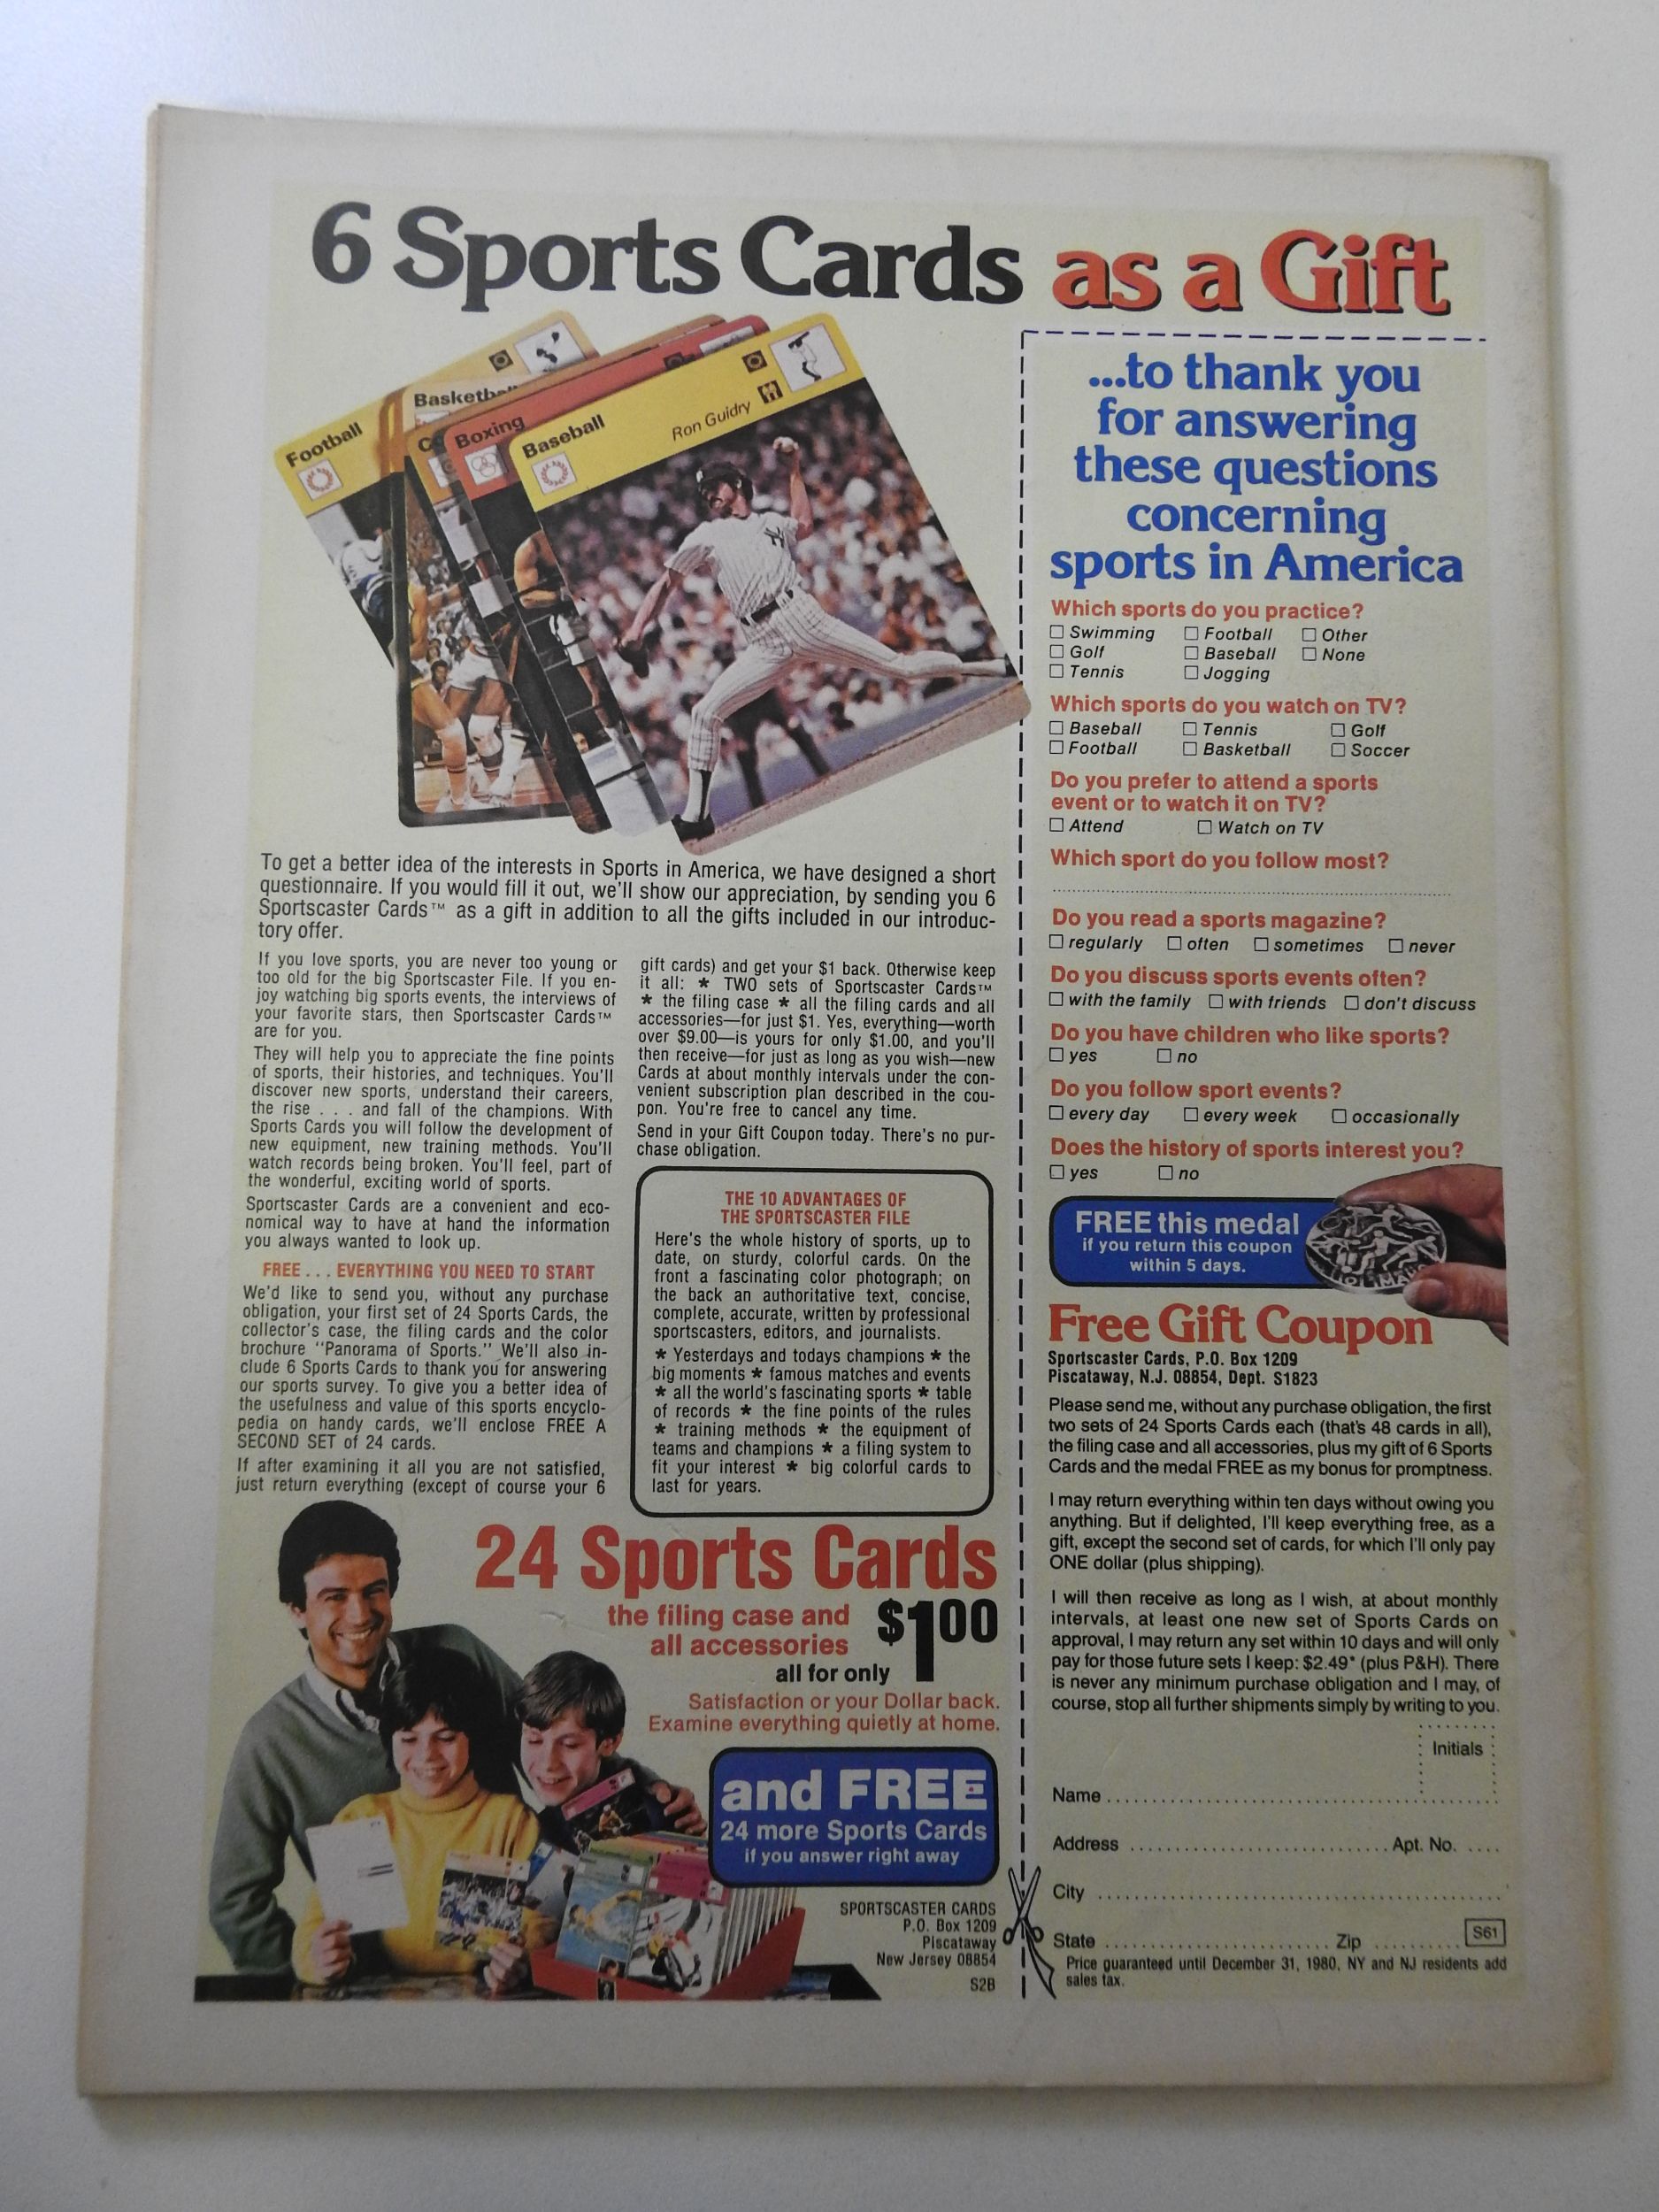 6 Sports Cards as a Gift
Football
Basketba
Boxing
Baseball
Ron Guidry
To get a better idea of the interests in Sports in America, we have designed a short
questionnaire. If you would fill it out, we'll show our appreciation, by sending you 6
Sportscaster Cards™ as a gift in addition to all the gifts included in our introduc-
tory offer.
If you love sports, you are never too young or
too old for the big Sportscaster File. If you en-
joy watching big sports events, the interviews of
your favorite stars, then Sportscaster Cards™
are for you.
They will help you to appreciate the fine points
of sports, their histories, and techniques. You'll
discover new sports, understand their careers,
the rise . . . and fall of the champions. With
Sports Cards you will follow the development of
new equipment, new training methods. You'll
watch records being broken. You'll feel, part of
the wonderful, exciting world of sports.
Sportscaster Cards are a convenient and eco-
nomical way to have at hand the information
you always wanted to look up.
FREE . . . EVERYTHING YOU NEED TO START
We'd like to send you, without any purchase
obligation, your first set of 24 Sports Cards, the
collector's case, the filing cards and the color
brochure "Panorama of Sports." We'll also in-
clude 6 Sports Cards to thank you for answering
our sports survey. To give you a better idea of
the usefulness and value of this sports encyclo-
pedia on handy cards, we'll enclose FREE A
SECOND SET of 24 cards.
If after examining it all you are not satisfied,
just return everything (except of course your 6
gift cards) and get your $1 back. Otherwise keep
it all: * TWO sets of Sportscaster Cards™
* the filing case * all the filing cards and all
accessories—for just $1. Yes, everything—worth
over $9.00—is yours for only $1.00, and you'll
then receive—for just as long as you wish—new
Cards at about monthly intervals under the con-
venient subscription plan described in the cou-
pon. You're free to cancel any time.
Send in your Gift Coupon today. There's no pur-
chase obligation.
THE 10 ADVANTAGES OF
THE SPORTSCASTER FILE
Here's the whole history of sports, up to
date, on sturdy, colorful cards. On the
front a fascinating color photograph; on
the back an authoritative text, concise,
complete, accurate, written by professional
sportscasters, editors, and journalists.
* Yesterdays and todays champions * the
big moments * famous matches and events
* all the world's fascinating sports * table
of records * the fine points of the rules
* training methods * the equipment of
teams and champions * a filing system to
fit your interest * big colorful cards to
last for years.
24 Sports Cards
the filing case and
all accessories
all for only
$1.00
Satisfaction or your Dollar back.
Examine everything quietly at home.
and FREE
24 more Sports Cards
if you answer right away
SPORTSCASTER CARDS
P.O. Box 1209
Piscataway
New Jersey 08854
S2B
...to thank you
for answering
these questions
concerning
sports in America
Which sports do you practice?
☐ Swimming ☐ Football ☐ Other
☐ Golf ☐ Baseball ☐ None
☐ Tennis ☐ Jogging
Which sports do you watch on TV?
☐ Baseball ☐ Tennis ☐ Golf
☐ Football ☐ Basketball ☐ Soccer
Do you prefer to attend a sports
event or to watch it on TV?
☐ Attend ☐ Watch on TV
Which sport do you follow most?
Do you read a sports magazine?
☐ regularly ☐ often ☐ sometimes ☐ never
Do you discuss sports events often?
☐ with the family ☐ with friends ☐ don't discuss
Do you have children who like sports?
☐ yes ☐ no
Do you follow sport events?
☐ every day ☐ every week ☐ occasionally
Does the history of sports interest you?
☐ yes ☐ no
FREE this medal
if you return this coupon
within 5 days.
Free Gift Coupon
Sportscaster Cards, P.O. Box 1209
Piscataway, N.J. 08854, Dept. S1823
Please send me, without any purchase obligation, the first
two sets of 24 Sports Cards each (that's 48 cards in all),
the filing case and all accessories, plus my gift of 6 Sports
Cards and the medal FREE as my bonus for promptness.
I may return everything within ten days without owing you
anything. But if delighted, I'll keep everything free, as a
gift, except the second set of cards, for which I'll only pay
ONE dollar (plus shipping).
I will then receive as long as I wish, at about monthly
intervals, at least one new set of Sports Cards on
approval, I may return any set within 10 days and will only
pay for those future sets I keep: $2.49* (plus P&H). There
is never any minimum purchase obligation and I may, of
course, stop all further shipments simply by writing to you.
Initials
Name
Address Apt. No.
City
State Zip
S61
Price guaranteed until December 31, 1980, NY and NJ residents add
sales tax.